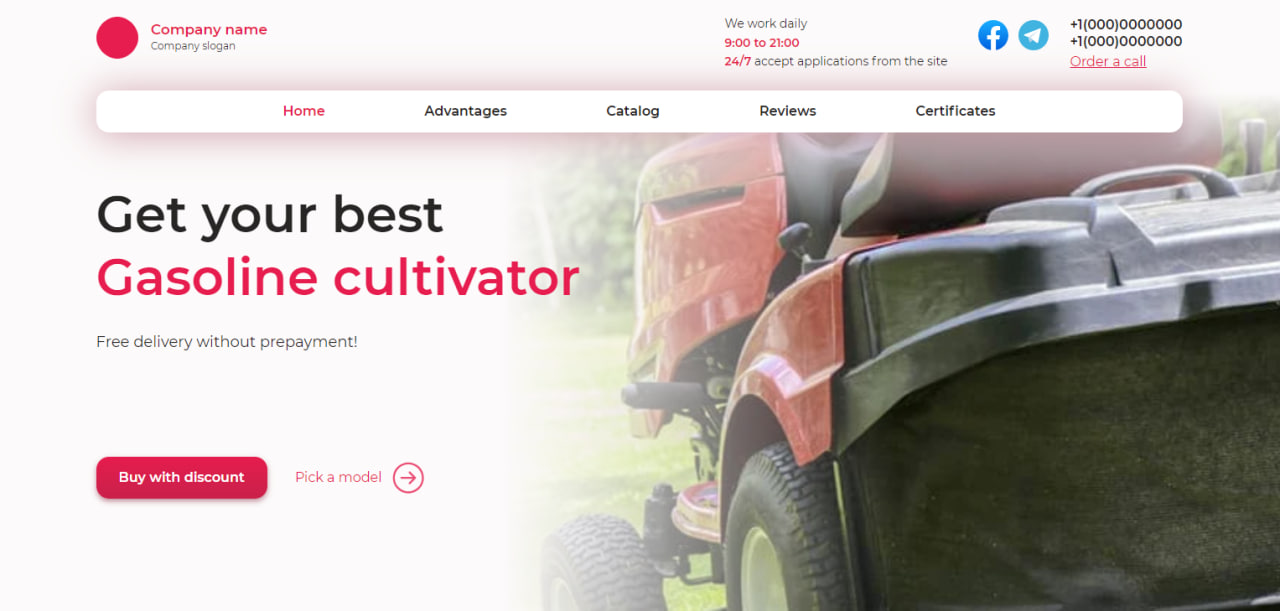 Company name
Company slogan
We work daily
9:00 to 21:00
24/7 accept applications from the site
+1(000)0000000
+1(000)0000000
Order a call
Home
Advantages
Catalog
Reviews
Certificates
Get your best
Gasoline cultivator
Free delivery without prepayment!
Buy with discount
Pick a model